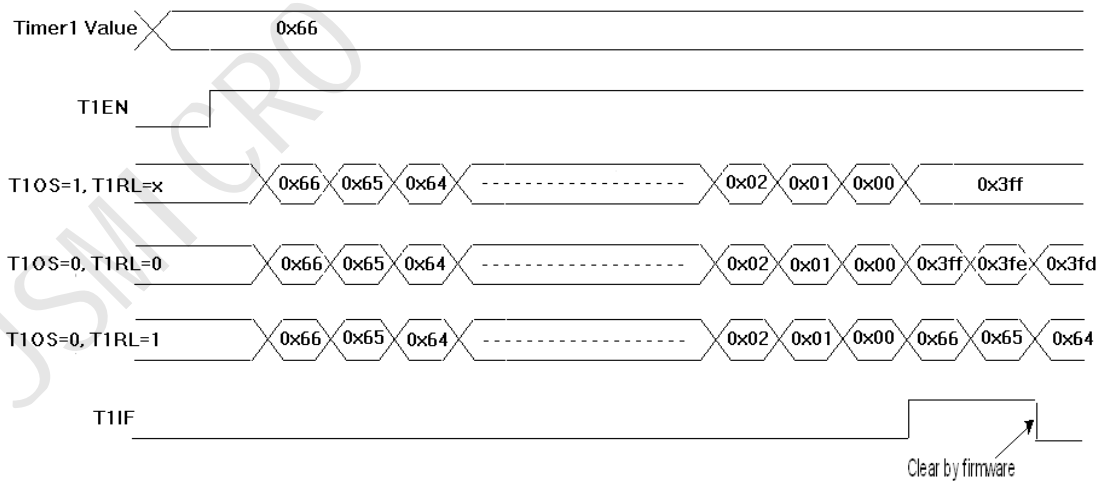 Timer1 Value 0x66
T1EN
T1OS=1, T1RL=x 0x66 0x65 0x64 0x02 0x01 0x00 0x3ff
T1OS=0, T1RL=0 0x66 0x65 0x64 0x02 0x01 0x00 0x3ff 0x3fe 0x3fd
T1OS=0, T1RL=1 0x66 0x65 0x64 0x02 0x01 0x00 0x66 0x65 0x64
T1IF
Clear by firmware
JSMICRO